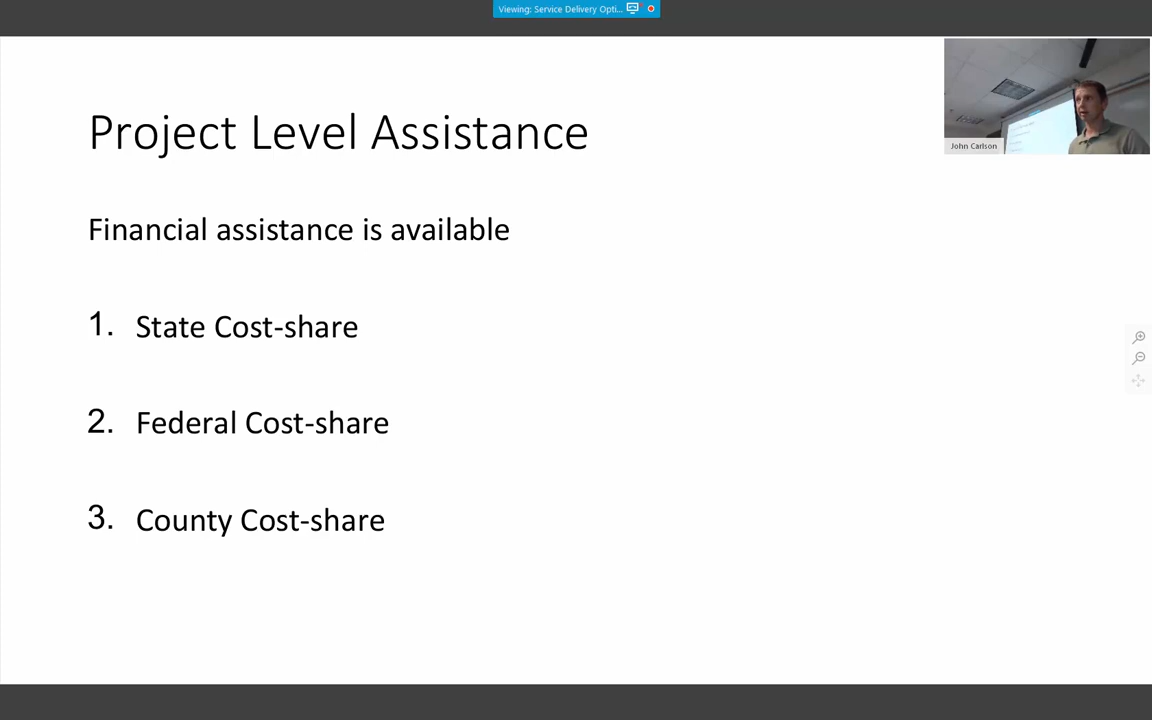 Viewing: Service Delivery Opti...
John Carlson
Project Level Assistance
Financial assistance is available
1. State Cost-share
2. Federal Cost-share
3. County Cost-share